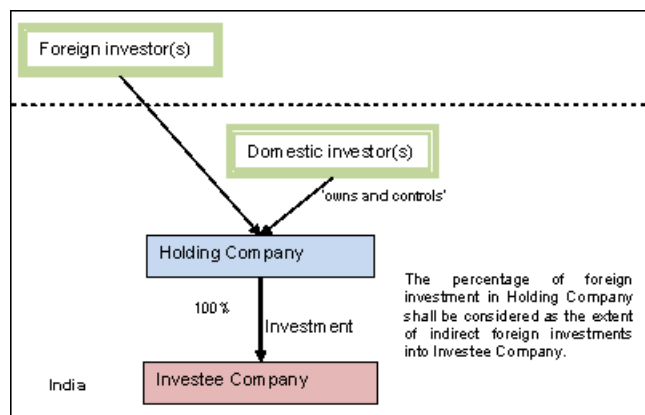 Foreign investor(s)
Domestic investor(s)
'owns and controls'
Holding Company
100%
Investment
The percentage of foreign
investment in Holding Company
shall be considered as the extent
of indirect foreign investments
into Investee Company.
India
Investee Company